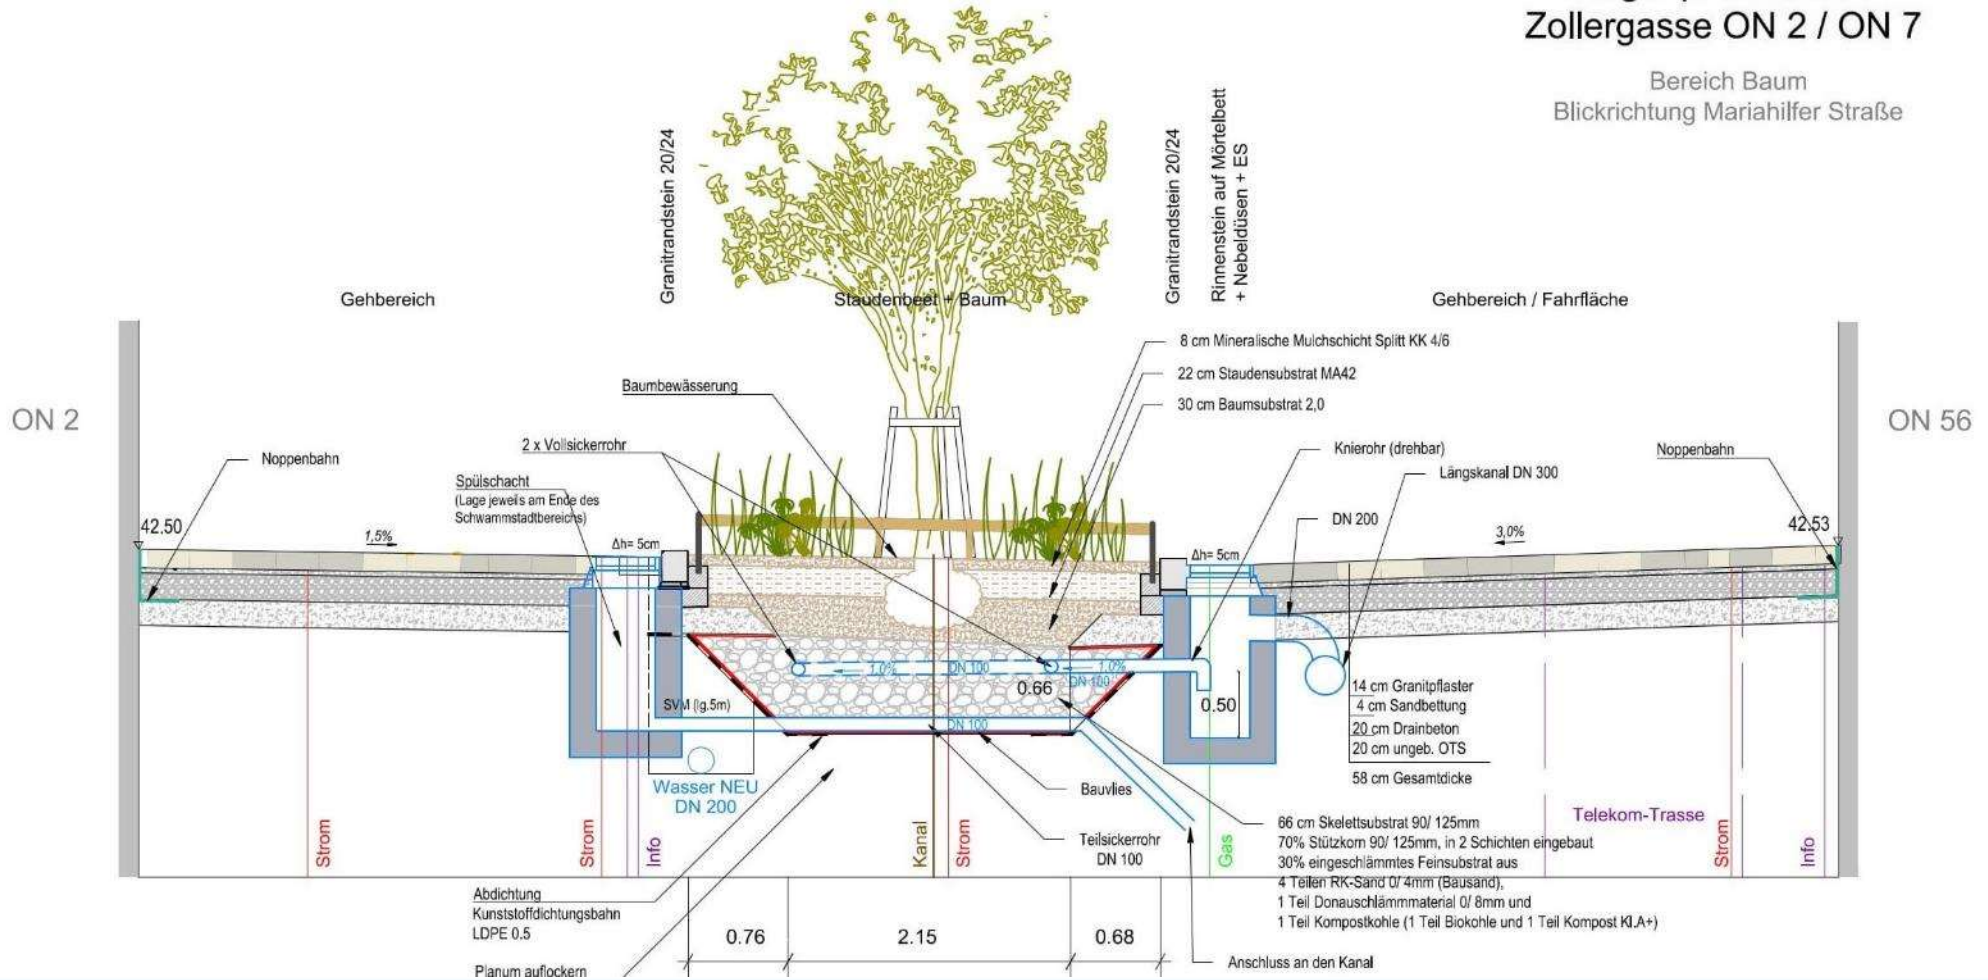 Zollergasse ON 2 / ON 7
Bereich Baum
Blickrichtung Mariahilfer Straße
Granitrandstein 20/24
Granitrandstein 20/24
Rinnenstein auf Mörtelbett
+ Nebeldüsen + ES
Gehbereich
Staudenbeet + Baum
Gehbereich / Fahrfläche
8 cm Mineralische Mulchschicht Splitt KK 4/6
22 cm Staudensubstrat MA42
30 cm Baumsubstrat 2,0
Baumbewässerung
ON 2
ON 56
2 x Vollsickerrohr
Noppenbahn
Knierohr (drehbar)
Noppenbahn
Längskanal DN 300
Spülschacht
(Lage jeweils am Ende des
Schwammstadtbereichs)
DN 200
42.50
42.53
1,5%
3,0%
Δh= 5cm
Δh= 5cm
1,0%
DN 100
1,0%
DN 100
0.66
SVM (lg.5m)
DN 100
0.50
14 cm Granitpflaster
4 cm Sandbettung
20 cm Drainbeton
20 cm ungeb. OTS
58 cm Gesamtdicke
Wasser NEU
DN 200
Bauvlies
Teilsickerrohr
DN 100
Strom
Strom
Info
Kanal
Strom
Gas
Telekom-Trasse
Strom
Info
66 cm Skelettsubstrat 90/ 125mm
70% Stützkorn 90/ 125mm, in 2 Schichten eingebaut
30% eingeschlämmtes Feinsubstrat aus
4 Teilen RK-Sand 0/ 4mm (Bausand),
1 Teil Donauschlämmmaterial 0/ 8mm und
1 Teil Kompostkohle (1 Teil Biokohle und 1 Teil Kompost Kl.A+)
Abdichtung
Kunststoffdichtungsbahn
LDPE 0.5
0.76
2.15
0.68
Planum auflockern
Anschluss an den Kanal